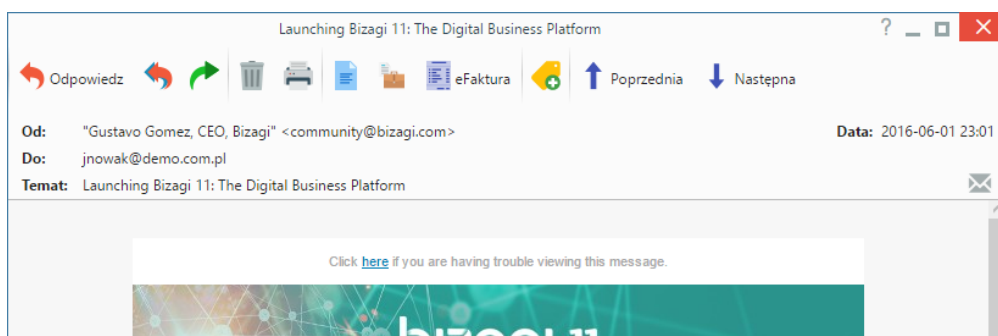 Launching Bizagi 11: The Digital Business Platform
Odpowiedz eFaktura Poprzednia Następna
Od: "Gustavo Gomez, CEO, Bizagi" <community@bizagi.com> Data: 2016-06-01 23:01
Do: jnowak@demo.com.pl
Temat: Launching Bizagi 11: The Digital Business Platform
Click here if you are having trouble viewing this message.
bizagi 11